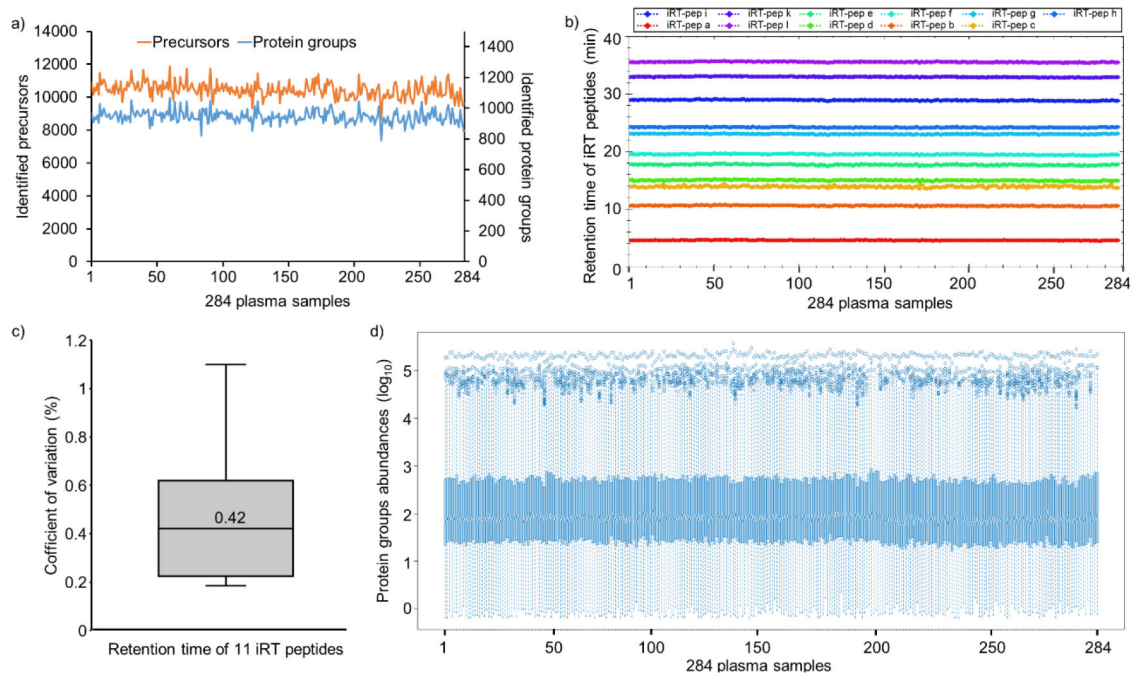 a)
Precursors
Protein groups
Identified precursors
14000
12000
10000
8000
6000
4000
2000
0
1400
1200
1000
800
600
400
200
0
Identified protein groups
1 50 100 150 200 250 284
284 plasma samples
b)
iRT-pep i iRT-pep k iRT-pep e iRT-pep f iRT-pep g iRT-pep h
iRT-pep a iRT-pep l iRT-pep d iRT-pep b iRT-pep c
Retention time of iRT peptides (min)
40
30
20
10
0
1 50 100 150 200 250 284
284 plasma samples
c)
Cofficient of variation (%)
1.2
1
0.8
0.6
0.4
0.2
0
0.42
Retention time of 11 iRT peptides
d)
Protein groups abundances (log10)
5
4
3
2
1
0
1 50 100 150 200 250 284
284 plasma samples